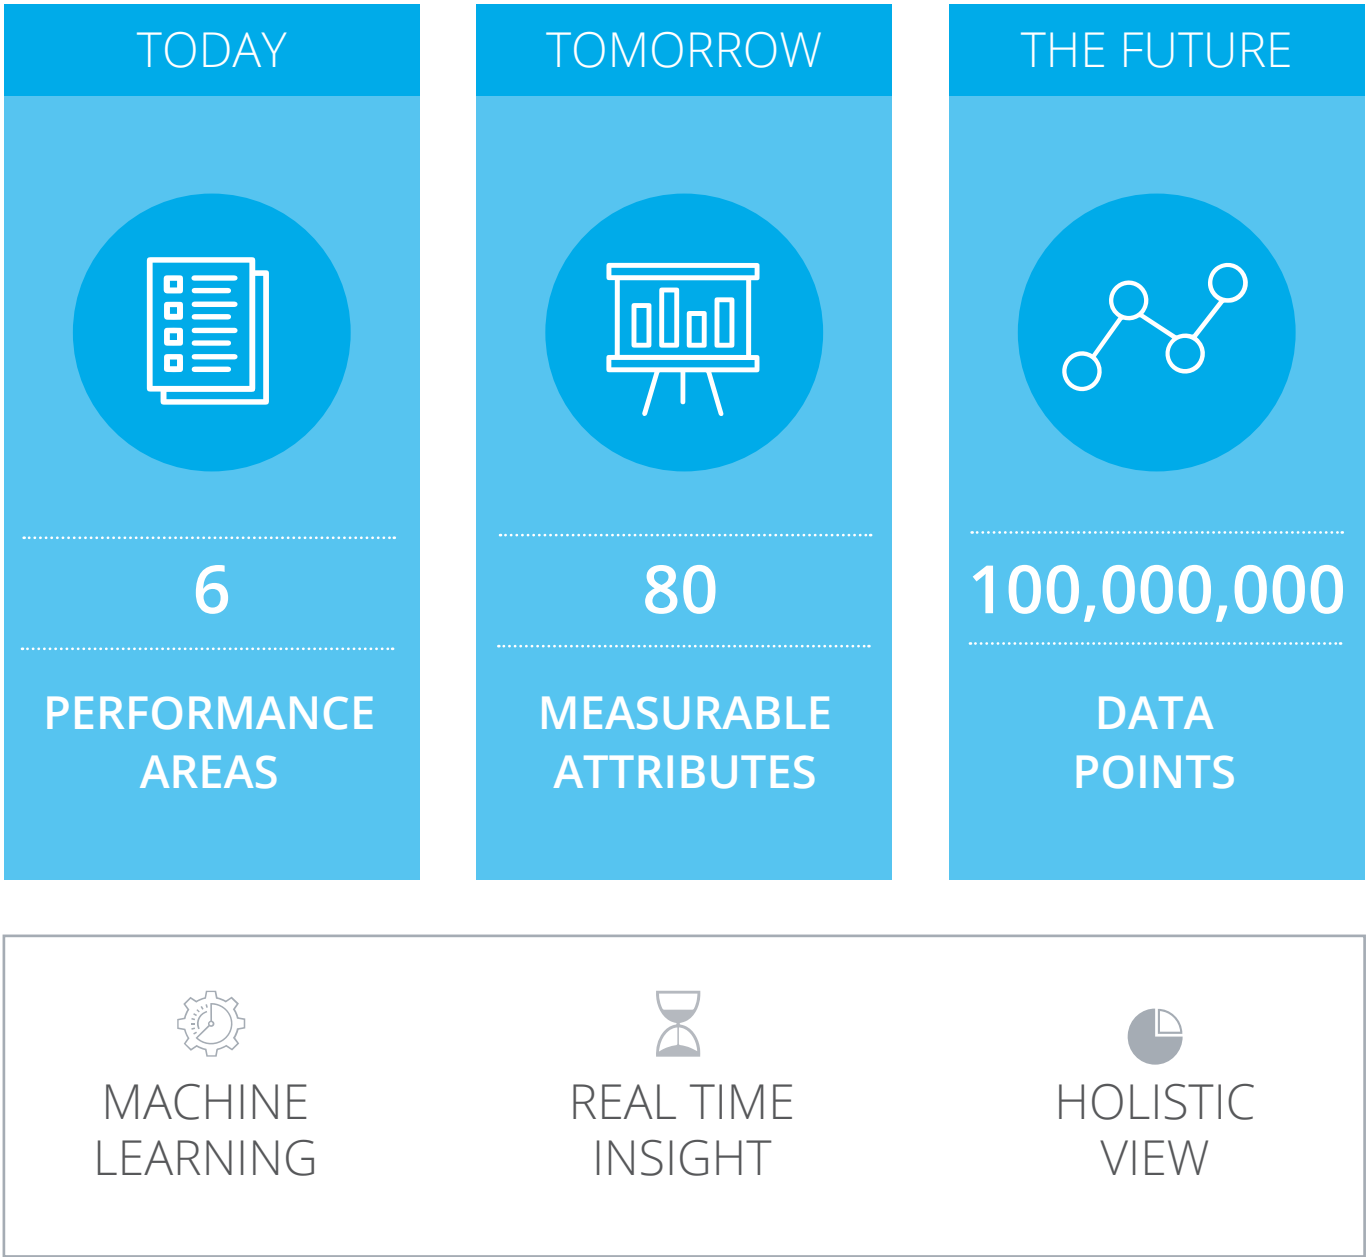 TODAY
6
PERFORMANCE
AREAS
TOMORROW
80
MEASURABLE
ATTRIBUTES
THE FUTURE
100,000,000
DATA
POINTS
MACHINE
LEARNING
REAL TIME
INSIGHT
HOLISTIC
VIEW